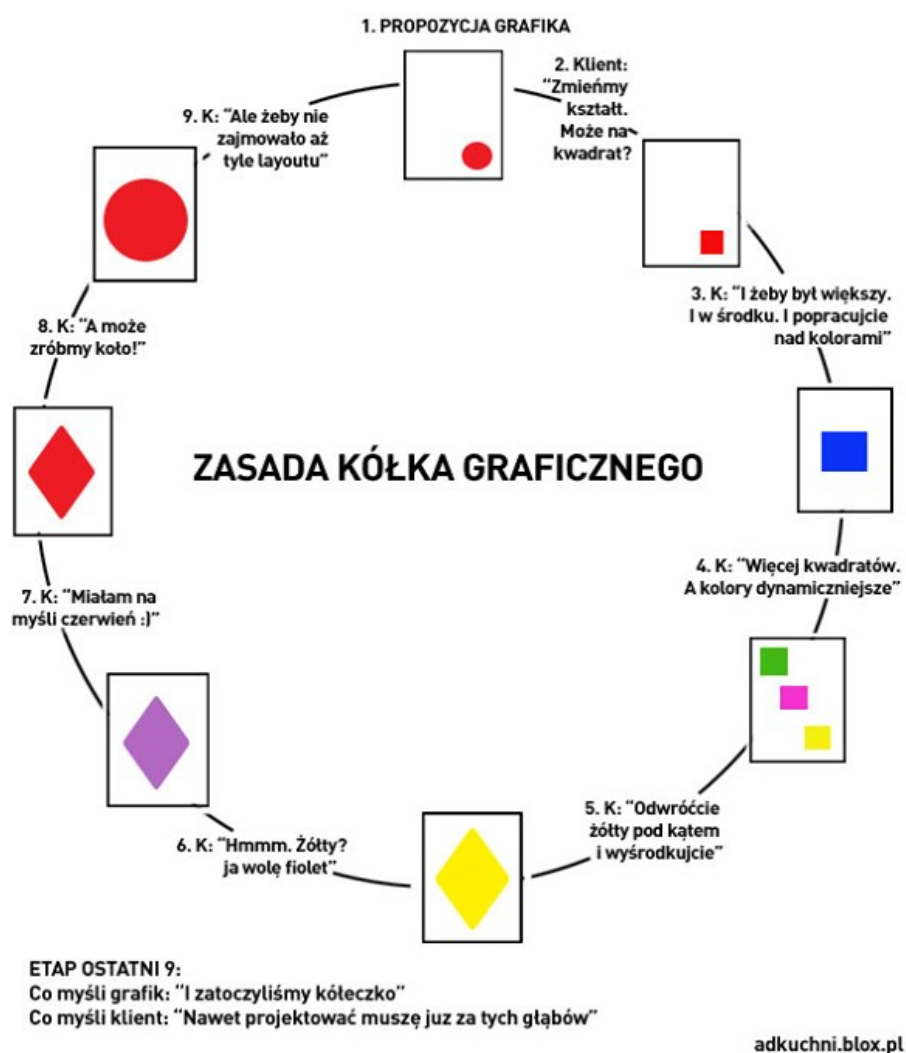 1. PROPOZYCJA GRAFIKA
2. Klient:
“Zmieńmy
kształt.
Może na
kwadrat?
3. K: “I żeby był większy.
I w środku. I popracujcie
nad kolorami”
4. K: “Więcej kwadratów.
A kolory dynamiczniejsze”
5. K: “Odwróćcie
żółty pod kątem
i wyśrodkujcie”
6. K: “Hmmm. Żółty?
ja wolę fiolet”
7. K: “Miałam na
myśli czerwień :)”
8. K: “A może
zróbmy koło!”
9. K: “Ale żeby nie
zajmowało aż
tyle layoutu”
ZASADA KÓŁKA GRAFICZNEGO
ETAP OSTATNI 9:
Co myśli grafik: “I zatoczyliśmy kółeczko”
Co myśli klient: “Nawet projektować muszę juz za tych głąbów”
adkuchni.blox.pl